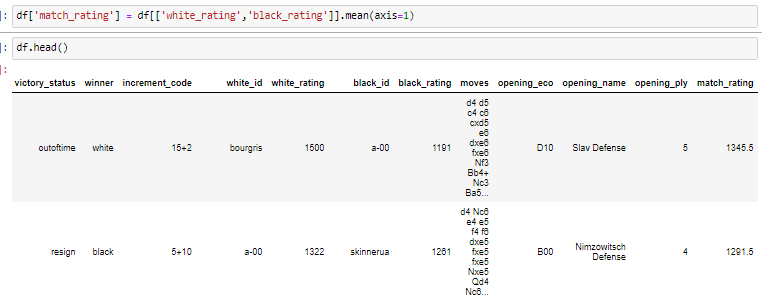 ]: df['match_rating'] = df[['white_rating','black_rating']].mean(axis=1)
]: df.head()
]:
victory_status winner increment_code white_id white_rating black_id black_rating moves opening_eco opening_name opening_ply match_rating
d4 d5
c4 c6
cxd5
e6
dxe6
fxe6
Nf3
Bb4+
Nc3
Ba5...
outoftime white 15+2 bourgris 1500 a-00 1191 D10 Slav Defense 5 1345.5
d4 Nc6
e4 e5
f4 f6
dxe5
fxe5
fxe5
Nxe5
Qd4
Nc6...
resign black 5+10 a-00 1322 skinnerua 1261 B00 Nimzowitsch Defense 4 1291.5